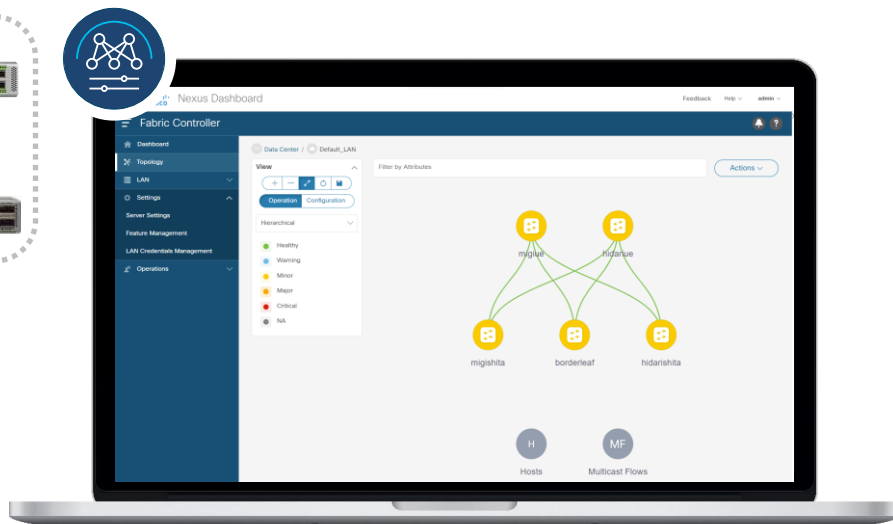 Nexus Dashboard
Feedback Help admin
Fabric Controller
?
Dashboard
Topology
LAN
Settings
Server Settings
Feature Management
LAN Credentials Management
Operations
Data Center / Default_LAN
View
Filter by Attributes
Actions
Operation Configuration
Hierarchical
Healthy
Warning
Minor
Major
Critical
NA
migiue hidariue
migishita borderleaf hidarishita
H MF
Hosts Multicast Flows